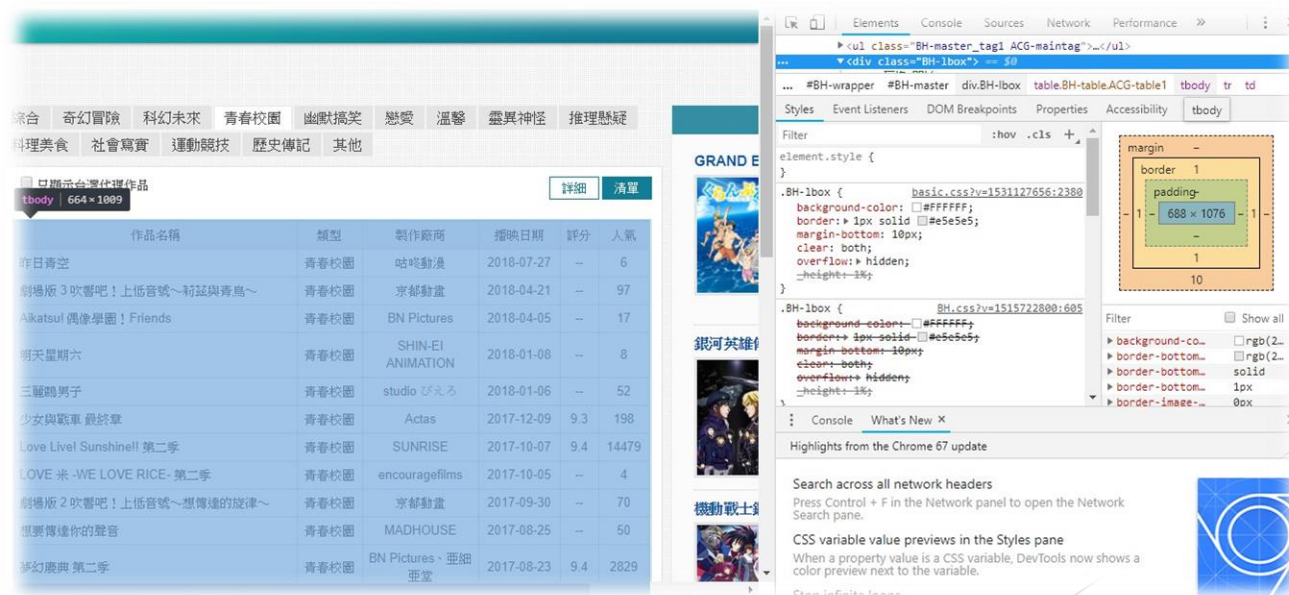 綜合 奇幻冒險 科幻未來 青春校園 幽默搞笑 戀愛 溫馨 靈異神怪 推理懸疑
料理美食 社會寫實 運動競技 歷史傳記 其他
只顯示台灣代理作品
詳細 清單
tbody 664×1009
作品名稱 類型 製作廠商 播映日期 評分 人氣
昨日青空 青春校園 咕咚動漫 2018-07-27 -- 6
劇場版 3 吹響吧！上低音號～莉茲與青鳥～ 青春校園 京都動畫 2018-04-21 -- 97
Aikatsu! 偶像學園！Friends 青春校園 BN Pictures 2018-04-05 -- 17
明天星期六 青春校園 SHIN-EI ANIMATION 2018-01-08 -- 8
三麗鷗男子 青春校園 studio ぴえろ 2018-01-06 -- 52
少女與戰車 最終章 青春校園 Actas 2017-12-09 9.3 198
Love Live! Sunshine!! 第二季 青春校園 SUNRISE 2017-10-07 9.4 14479
LOVE 米 -WE LOVE RICE- 第二季 青春校園 encouragefilms 2017-10-05 -- 4
劇場版 2 吹響吧！上低音號～想傳達的旋律～ 青春校園 京都動畫 2017-09-30 -- 70
想要傳達你的聲音 青春校園 MADHOUSE 2017-08-25 -- 50
夢幻慶典 第二季 青春校園 BN Pictures、亞細亞堂 2017-08-23 9.4 2829
GRAND
銀河英雄
機動戰士
Elements Console Sources Network Performance »
▶<ul class="BH-master_tag1 ACG-maintag">…</ul>
… ▼<div class="BH-lbox"> == $0
… #BH-wrapper #BH-master div.BH-lbox table.BH-table.ACG-table1 tbody tr td
Styles Event Listeners DOM Breakpoints Properties Accessibility
tbody
Filter :hov .cls +
element.style {
}
.BH-lbox { basic.css?v=1531127656:2380
background-color: #FFFFFF;
border:▶ 1px solid #e5e5e5;
margin-bottom: 10px;
clear: both;
overflow:▶ hidden;
_height: 1%;
}
.BH-lbox { BH.css?v=1515722800:605
background-color: #FFFFFF;
border:▶ 1px solid #e5e5e5;
margin-bottom: 10px;
clear: both;
overflow:▶ hidden;
_height: 1%;
}
margin –
border 1
padding –
– 1 – 688 × 1076 – 1 –
–
1
10
Filter Show all
▶background-co… rgb(2…
▶border-bottom… rgb(2…
▶border-bottom… solid
▶border-bottom… 1px
▶border-image-… 0px
Console What's New ×
Highlights from the Chrome 67 update
Search across all network headers
Press Control + F in the Network panel to open the Network
Search pane.
CSS variable value previews in the Styles pane
When a property value is a CSS variable, DevTools now shows a
color preview next to the variable.
Stop infinite loops